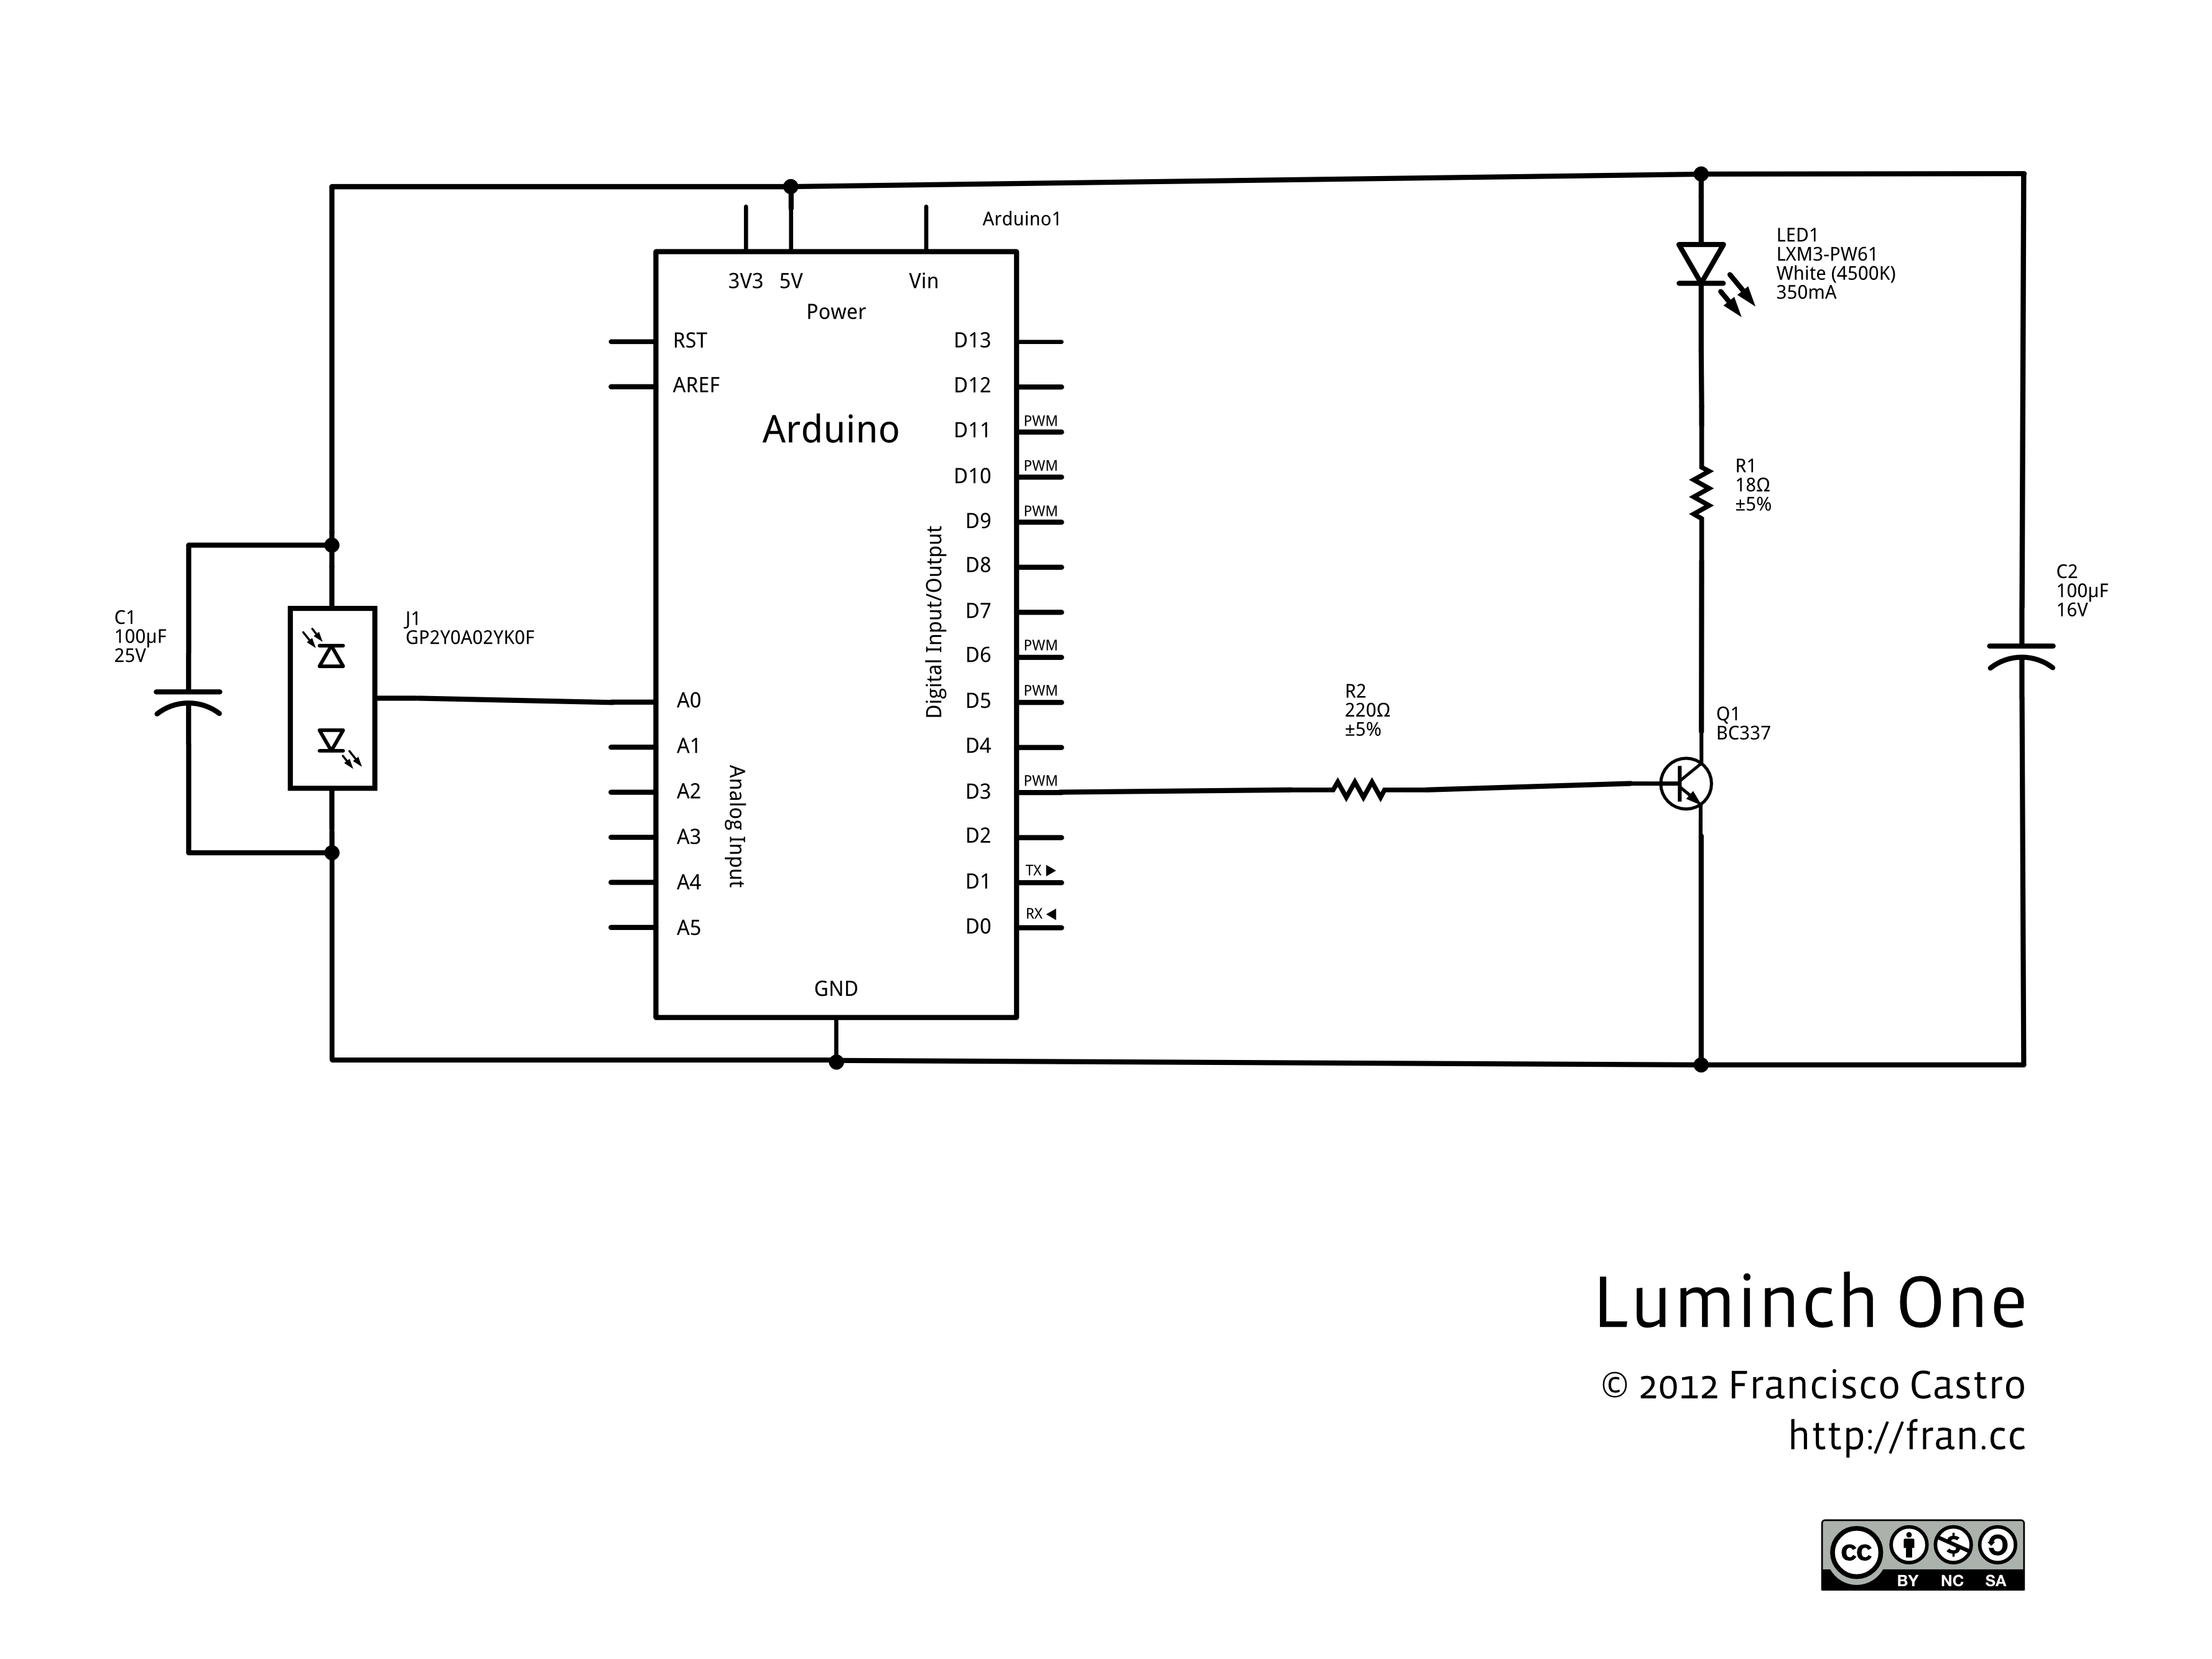 Arduino1
3V3 5V Vin
Power
RST
AREF
Arduino
D13
D12
PWM
D11
PWM
D10
PWM
D9
D8
D7
PWM
D6
PWM
D5
D4
PWM
D3
D2
TX
D1
RX
D0
Digital Input/Output
A0
A1
A2
A3
A4
A5
Analog Input
GND
C1
100µF
25V
J1
GP2Y0A02YK0F
LED1
LXM3-PW61
White (4500K)
350mA
R1
18Ω
±5%
R2
220Ω
±5%
Q1
BC337
C2
100µF
16V
Luminch One
© 2012 Francisco Castro
http://fran.cc
CC
BY NC SA